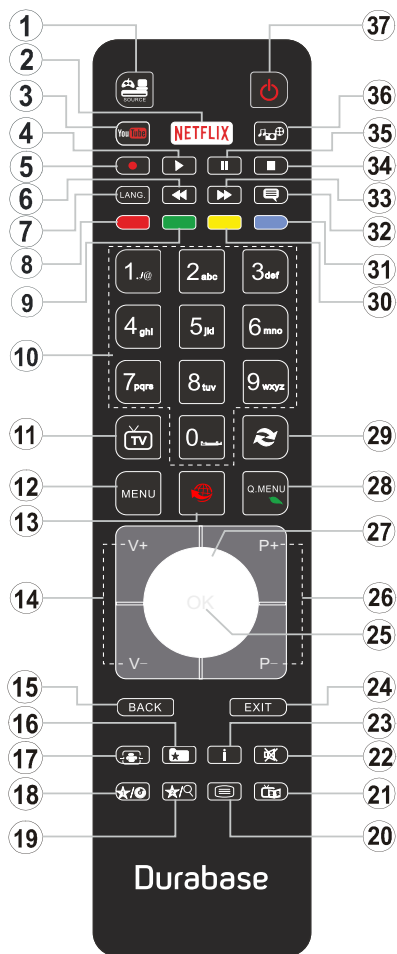 1
37
2
3
36
4
35
5
34
6
33
7
32
8
31
9
30
10
11
29
12
28
13
27
14
26
25
15
24
16
23
17
22
18
21
19
20
SOURCE
YouTube
NETFLIX
LANG.
1./@
2abc
3def
4ghi
5jkl
6mno
7pqrs
8tuv
9wxyz
TV
0
MENU
Q.MENU
V+
P+
OK
V−
P−
BACK
EXIT
i
Durabase